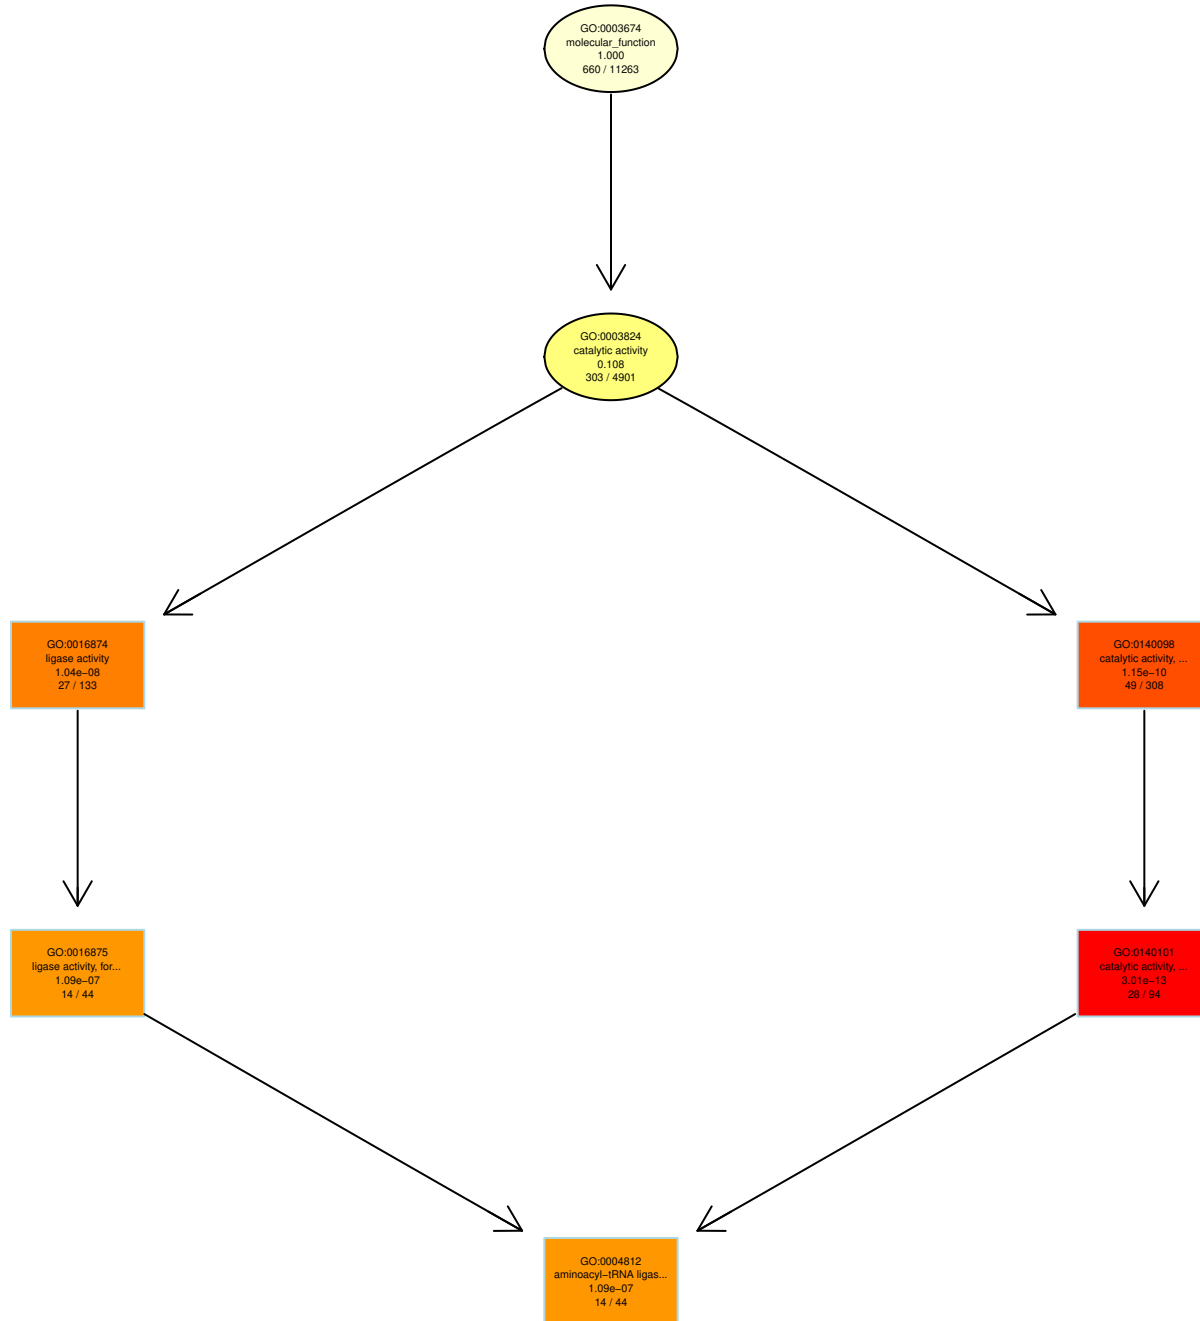 GO:0003674
molecular_function
1.000
660 / 11263
GO:0003824
catalytic activity
0.108
303 / 4901
GO:0016874
ligase activity
1.04e−08
27 / 133
GO:0140098
catalytic activity, ...
1.15e−10
49 / 308
GO:0016875
ligase activity, for...
1.09e−07
14 / 44
GO:0140101
catalytic activity, ...
3.01e−13
28 / 94
GO:0004812
aminoacyl−tRNA ligas...
1.09e−07
14 / 44